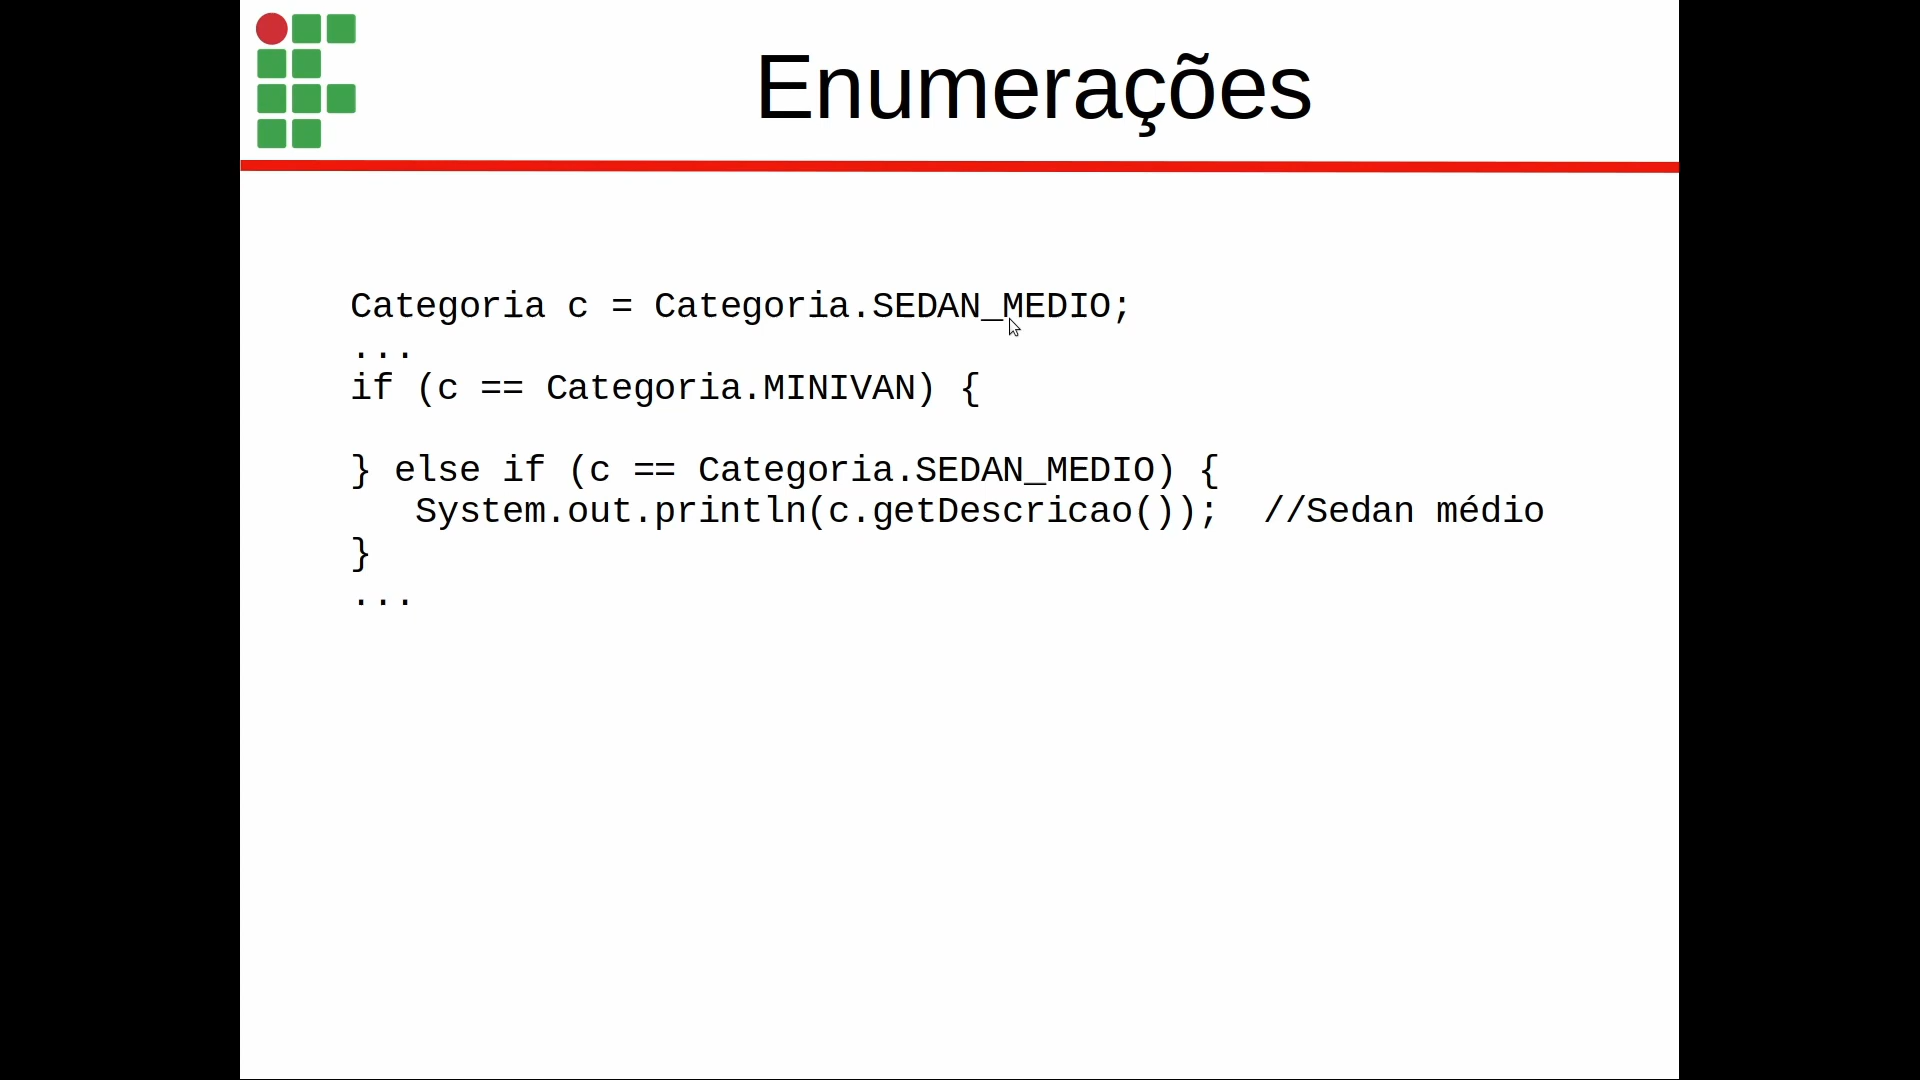 Enumerações
Categoria c = Categoria.SEDAN_MEDIO;
...
if (c == Categoria.MINIVAN) {
} else if (c == Categoria.SEDAN_MEDIO) {
   System.out.println(c.getDescricao());  //Sedan médio
}
...